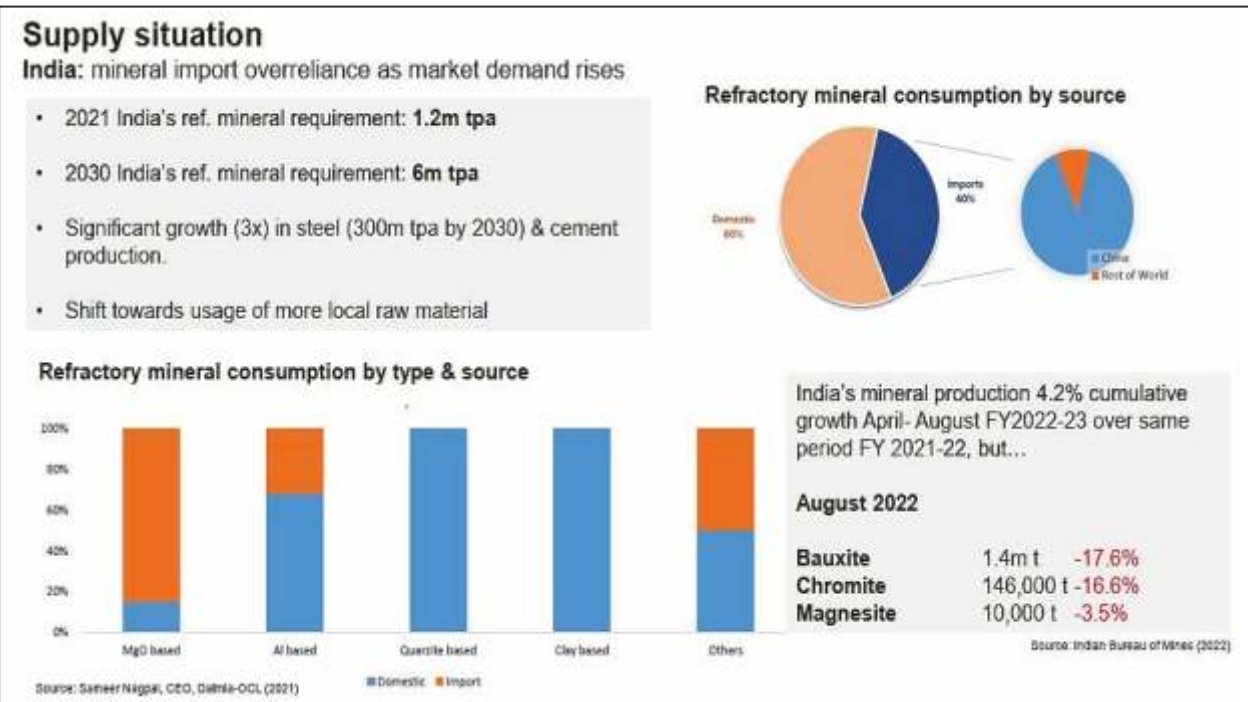 Supply situation
India: mineral import overreliance as market demand rises
• 2021 India's ref. mineral requirement: 1.2m tpa
• 2030 India's ref. mineral requirement: 6m tpa
• Significant growth (3x) in steel (300m tpa by 2030) & cement
production.
• Shift towards usage of more local raw material
Refractory mineral consumption by source
Domestic
60%
Imports
40%
China
Rest of World
Refractory mineral consumption by type & source
100%
80%
60%
40%
20%
0%
MgO based
Al based
Quartzite based
Clay based
Others
Domestic Import
Source: Sameer Nagpal, CEO, Dalmia-OCL (2021)
India's mineral production 4.2% cumulative
growth April- August FY2022-23 over same
period FY 2021-22, but...
August 2022
Bauxite 1.4m t -17.6%
Chromite 146,000 t -16.6%
Magnesite 10,000 t -3.5%
Source: Indian Bureau of Mines (2022)